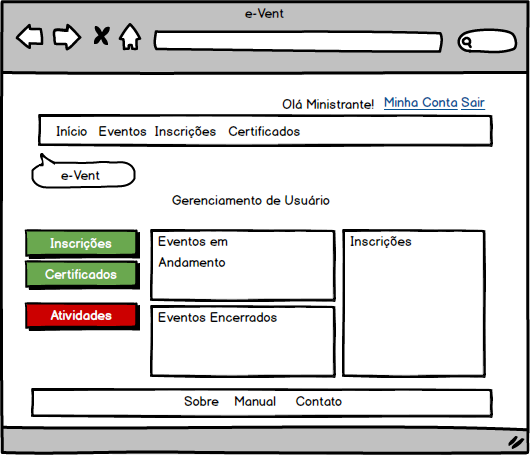 e-Vent
Olá Ministrante! Minha Conta Sair
Início Eventos Inscrições Certificados
e-Vent
Gerenciamento de Usuário
Inscrições
Certificados
Atividades
Eventos em
Andamento
Eventos Encerrados
Inscrições
Sobre Manual Contato